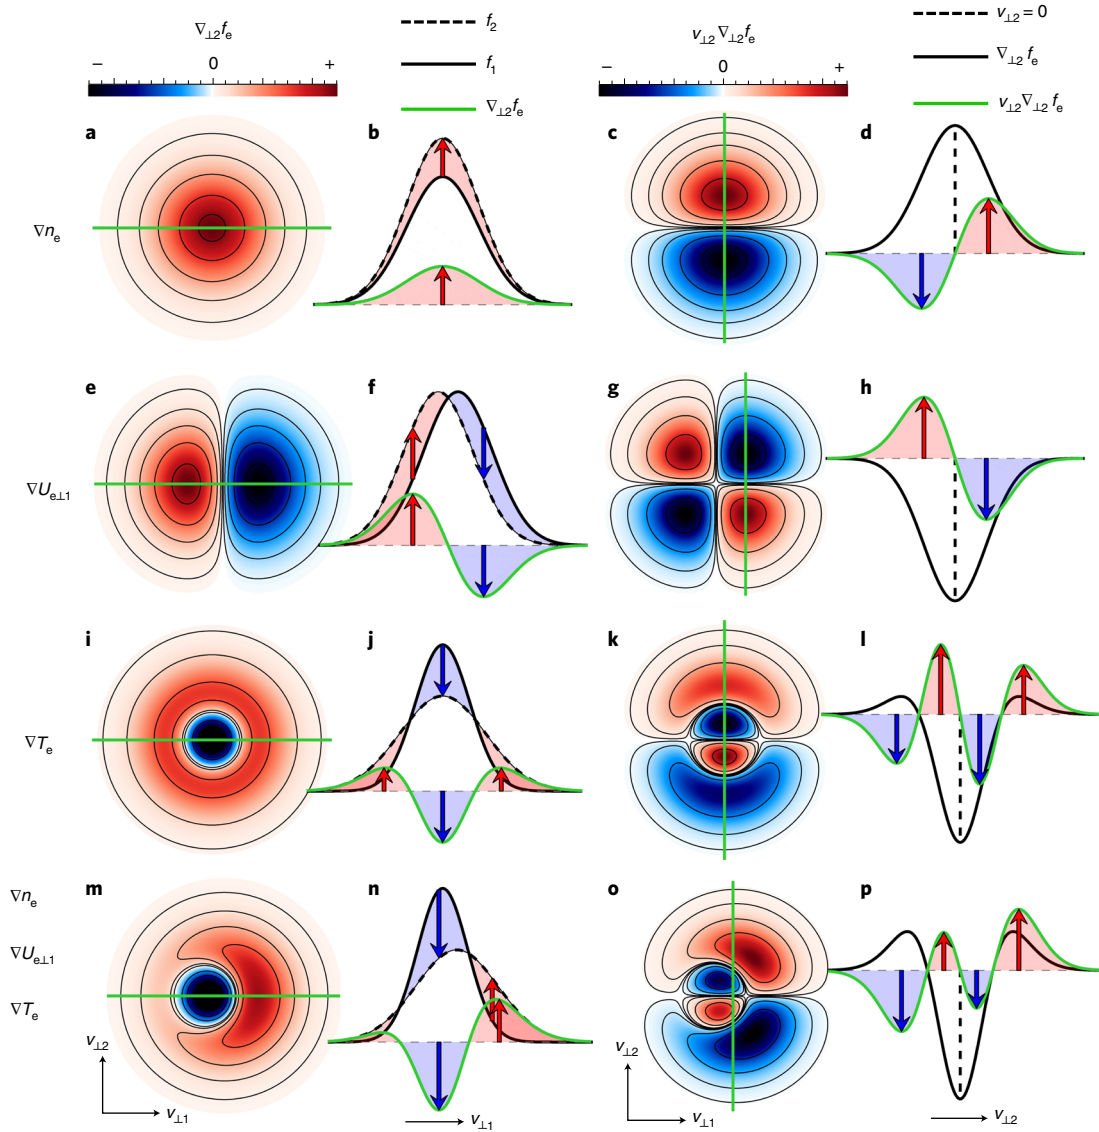 ∇⊥2fe
− 0 +
f2
f1
∇⊥2fe
v⊥2∇⊥2fe
− 0 +
v⊥2 = 0
∇⊥2 fe
v⊥2∇⊥2 fe
a b c d
∇ne
e f g h
∇Ue⊥1
i j k l
∇Te
m n o p
∇ne
∇Ue⊥1
∇Te
v⊥2
v⊥1
v⊥1
v⊥2
v⊥1
v⊥2